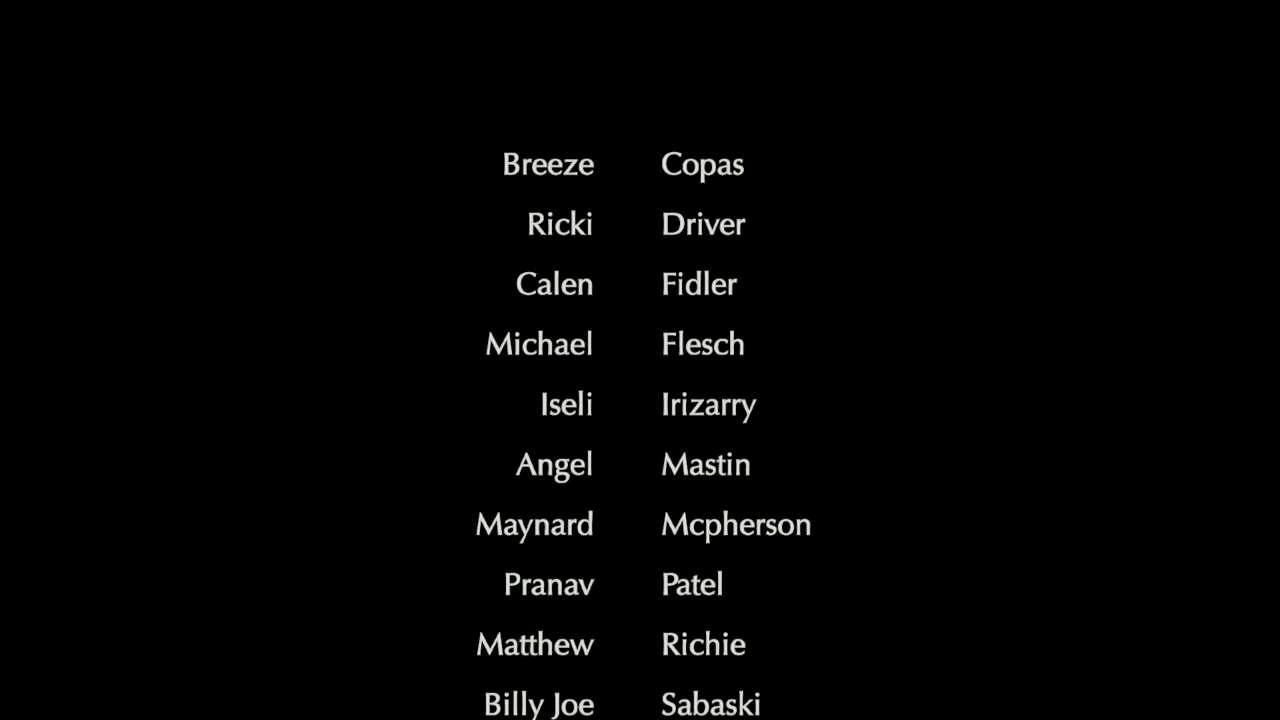 Breeze Copas
Ricki Driver
Calen Fidler
Michael Flesch
Iseli Irizarry
Angel Mastin
Maynard Mcpherson
Pranav Patel
Matthew Richie
Billy Joe Sabaski